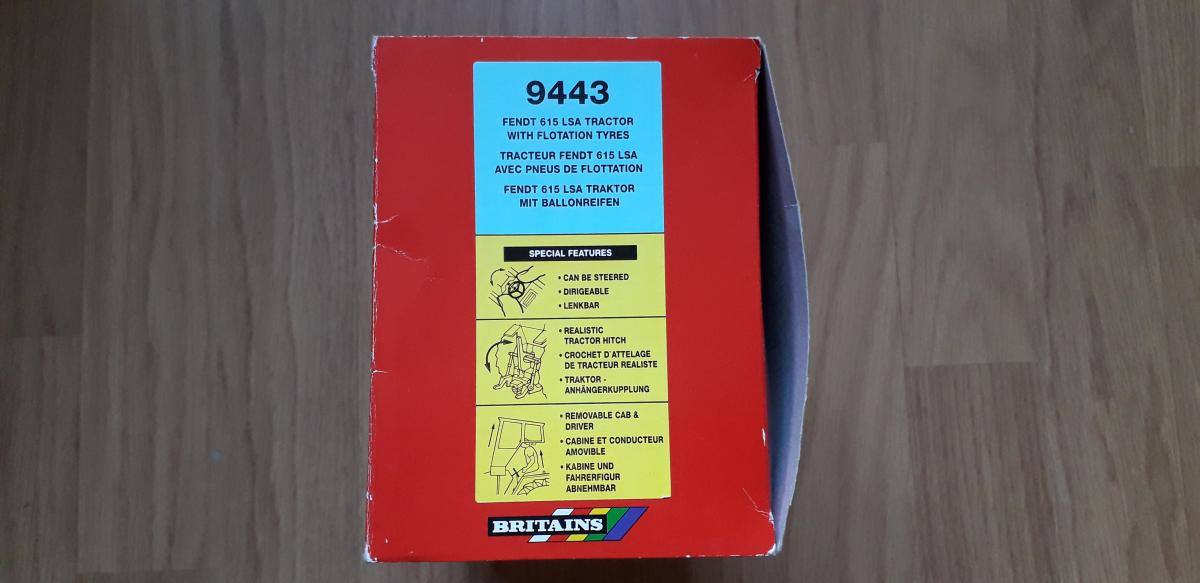 9443
FENDT 615 LSA TRACTOR
WITH FLOTATION TYRES
TRACTEUR FENDT 615 LSA
AVEC PNEUS DE FLOTTATION
FENDT 615 LSA TRAKTOR
MIT BALLONREIFEN
SPECIAL FEATURES
• CAN BE STEERED
• DIRIGEABLE
• LENKBAR
• REALISTIC
TRACTOR HITCH
• CROCHET D'ATTELAGE
DE TRACTEUR REALISTE
• TRAKTOR -
ANHÄNGERKUPPLUNG
• REMOVABLE CAB &
DRIVER
• CABINE ET CONDUCTEUR
AMOVIBLE
• KABINE UND
FAHRERFIGUR
ABNEHMBAR
BRITAINS